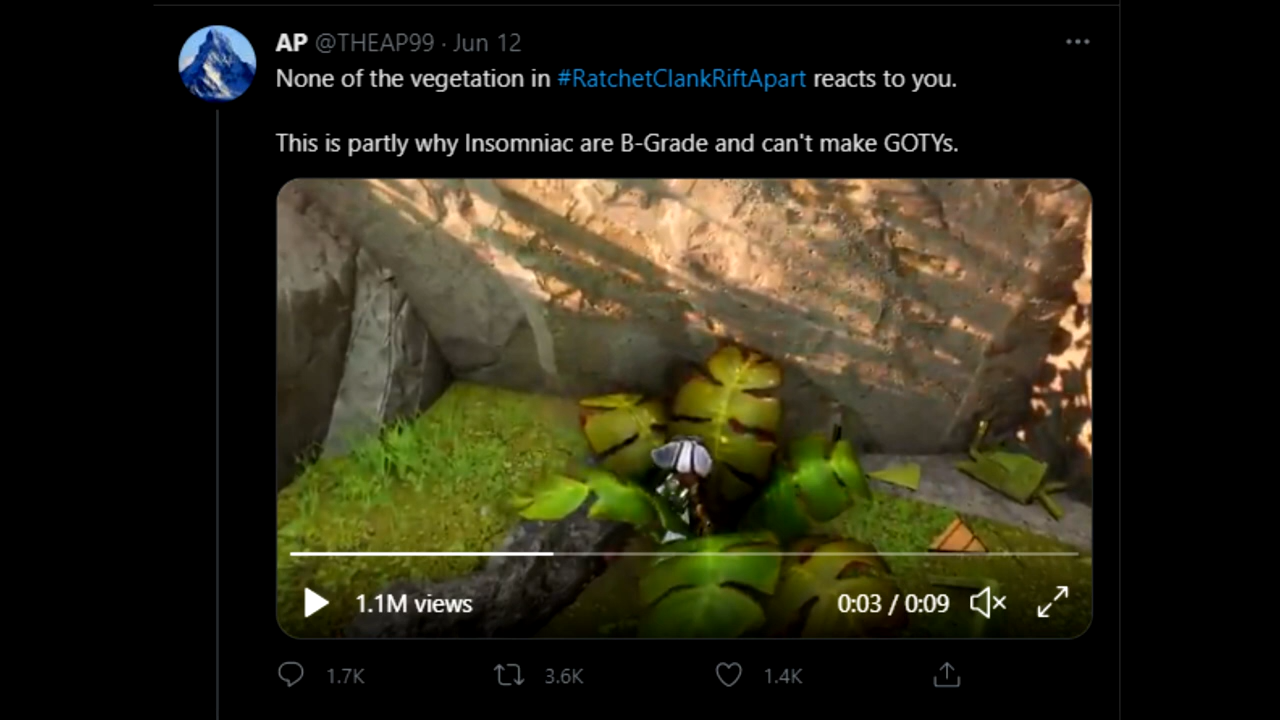 AP @THEAP99 · Jun 12
None of the vegetation in #RatchetClankRiftApart reacts to you.
This is partly why Insomniac are B-Grade and can't make GOTYs.
1.1M views
0:03 / 0:09
1.7K
3.6K
1.4K